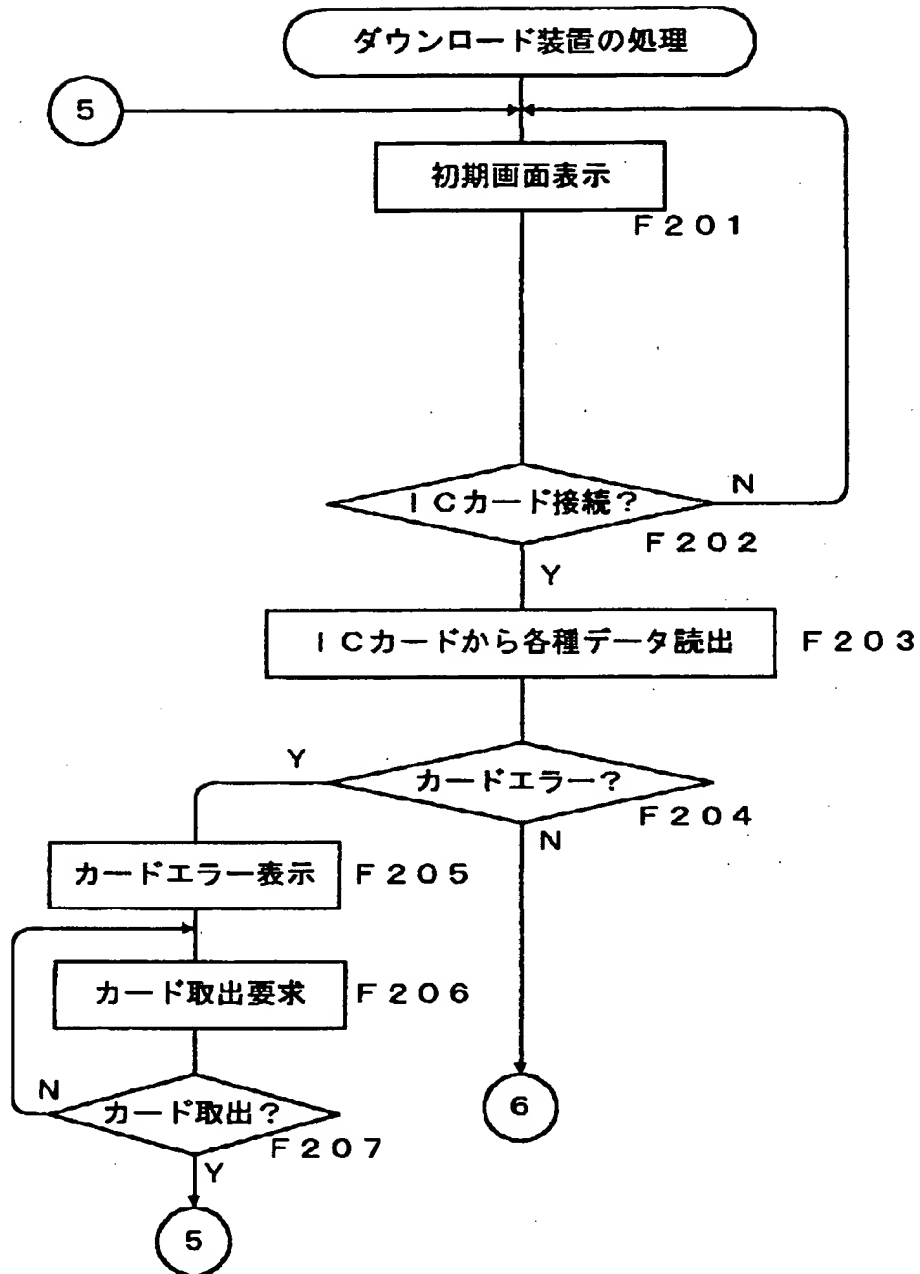 ダウンロード装置の処理
5
初期画面表示
F201
ICカード接続?
N
F202
Y
ICカードから各種データ読出
F203
Y
カードエラー?
F204
N
カードエラー表示
F205
カード取出要求
F206
N
カード取出?
F207
Y
6
5